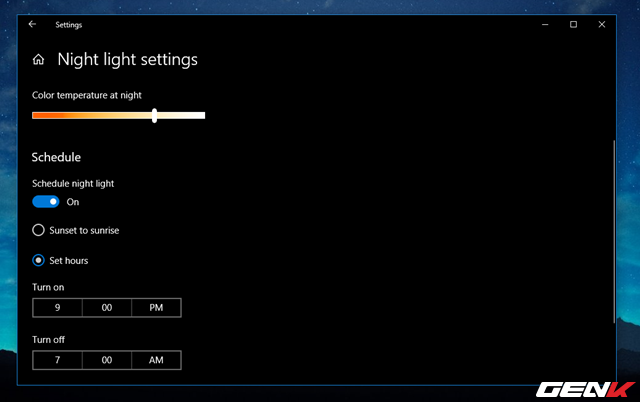 Settings
Night light settings
Color temperature at night
Schedule
Schedule night light
On
Sunset to sunrise
Set hours
Turn on
9 00 PM
Turn off
7 00 AM
GENK